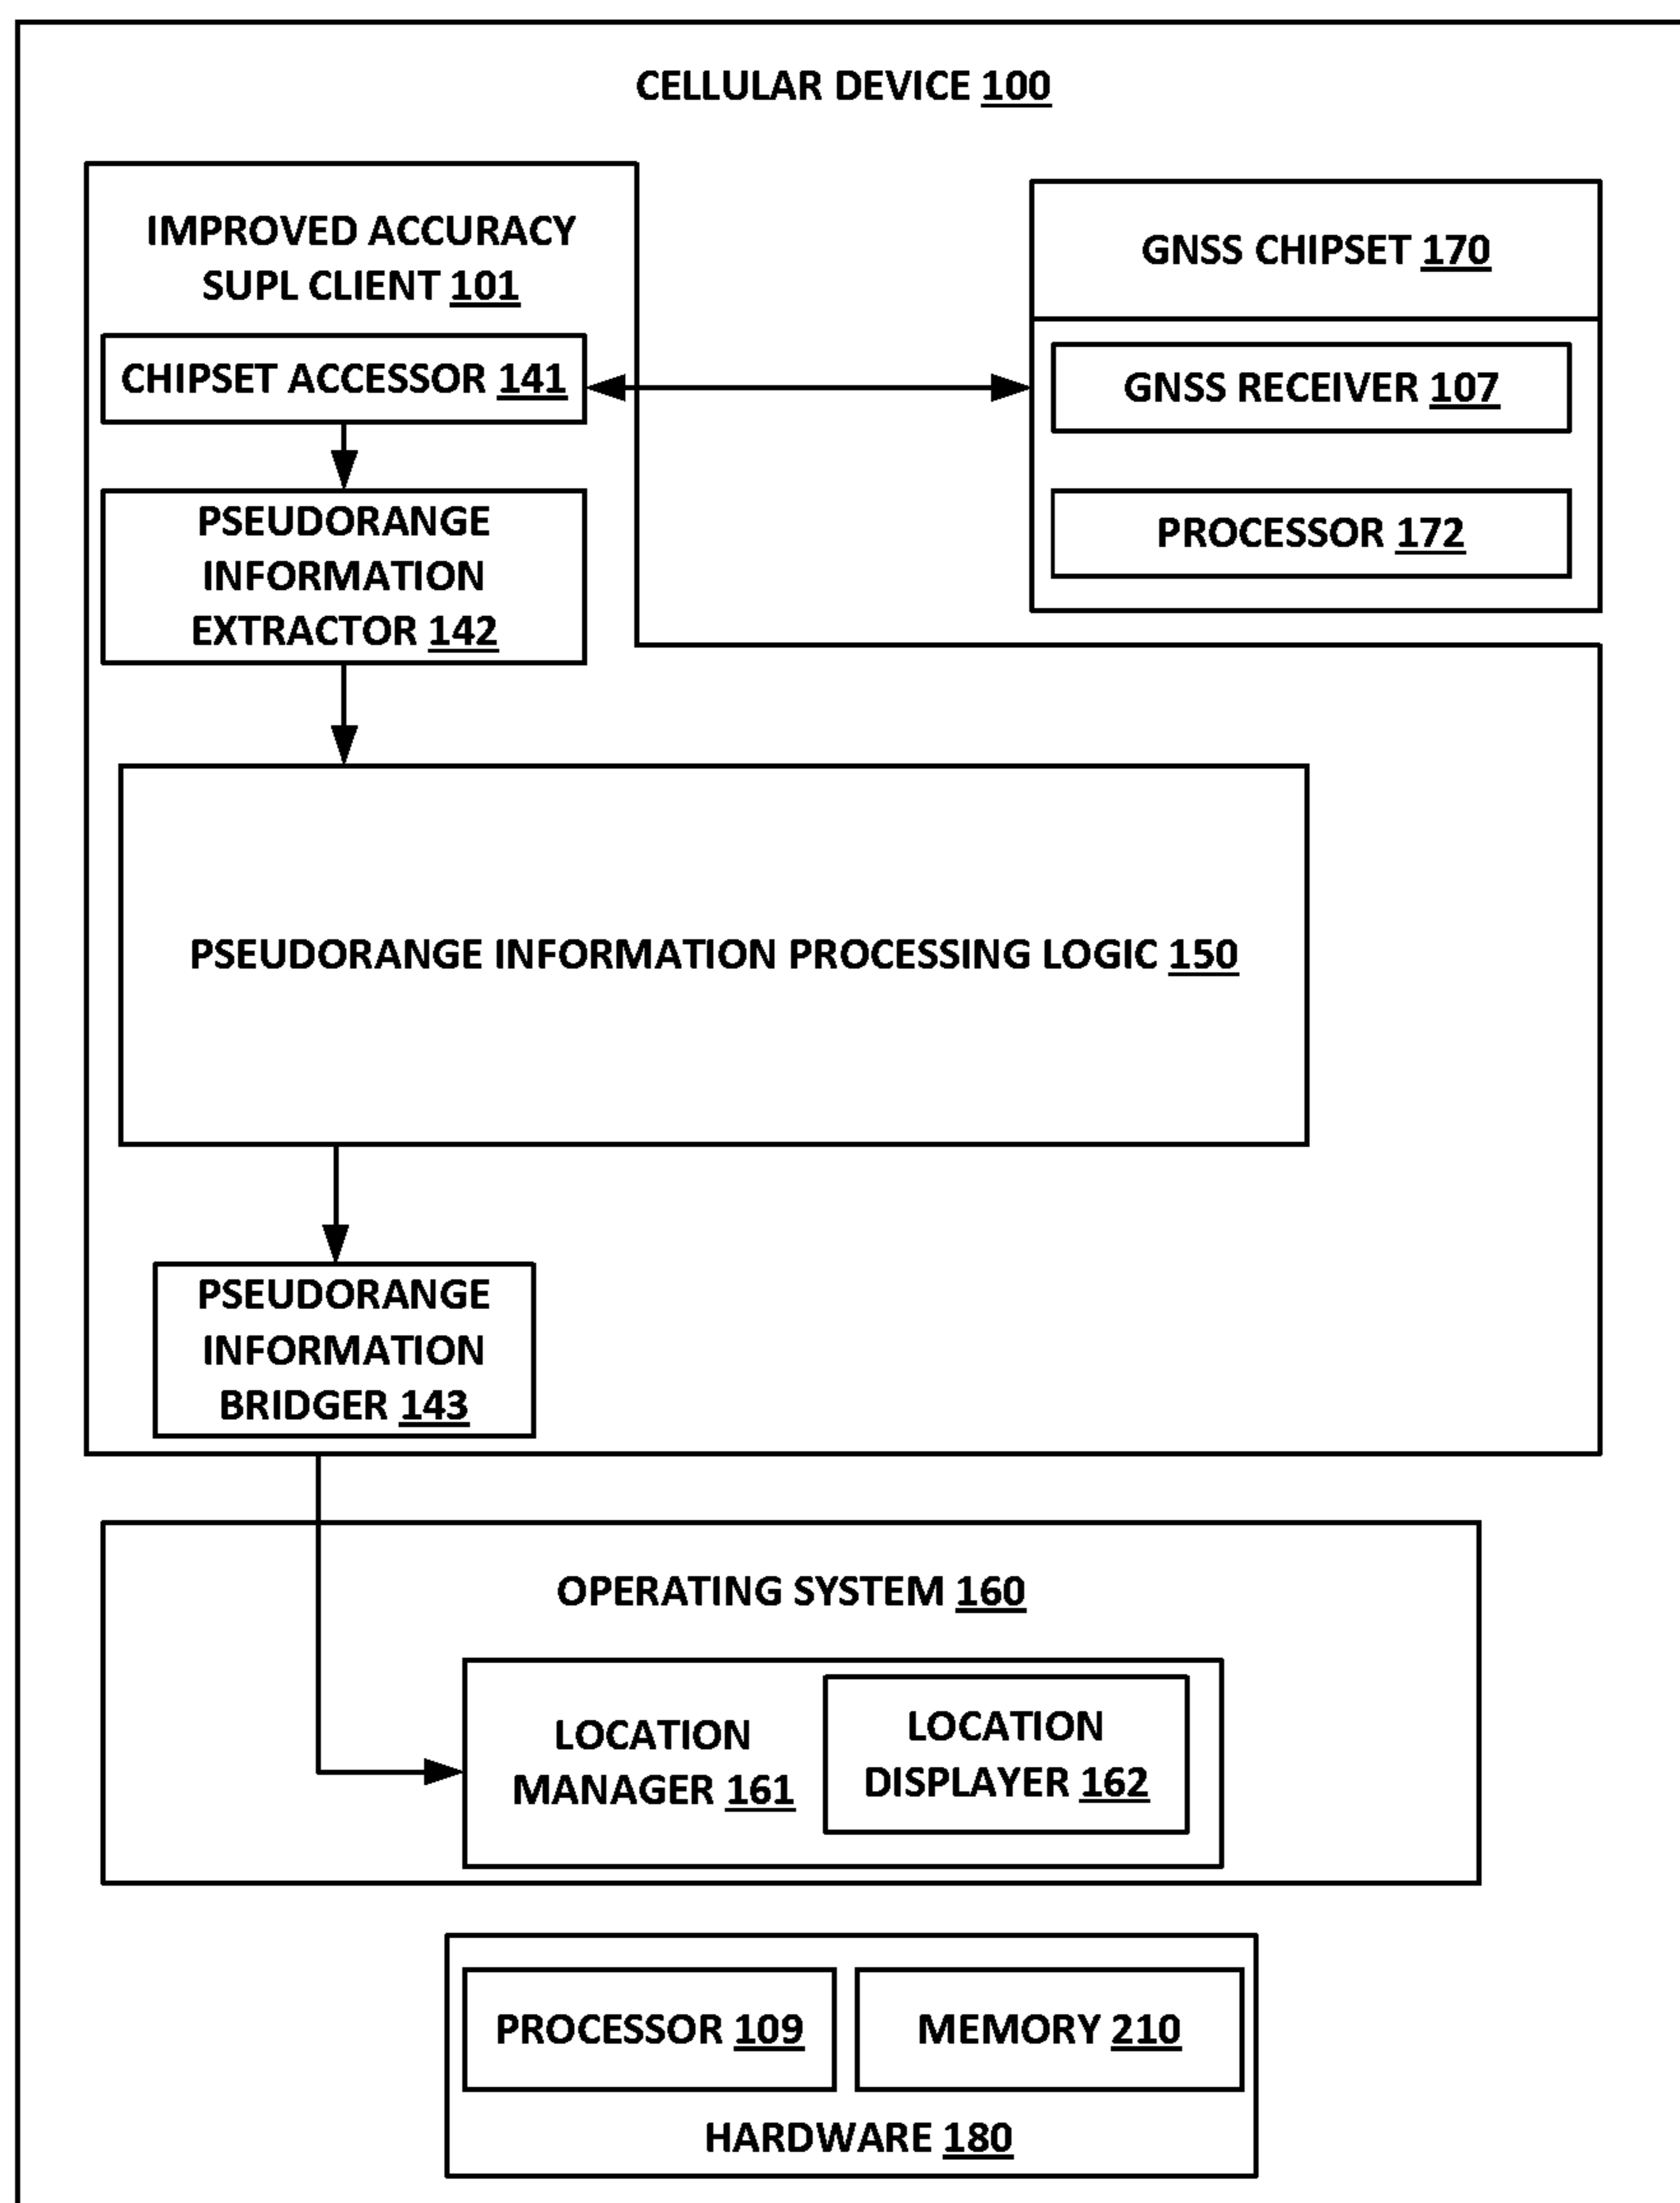 CELLULAR DEVICE 100
IMPROVED ACCURACY
SUPL CLIENT 101
CHIPSET ACCESSOR 141
PSEUDORANGE
INFORMATION
EXTRACTOR 142
GNSS CHIPSET 170
GNSS RECEIVER 107
PROCESSOR 172
PSEUDORANGE INFORMATION PROCESSING LOGIC 150
PSEUDORANGE
INFORMATION
BRIDGER 143
OPERATING SYSTEM 160
LOCATION
MANAGER 161
LOCATION
DISPLAYER 162
PROCESSOR 109
MEMORY 210
HARDWARE 180